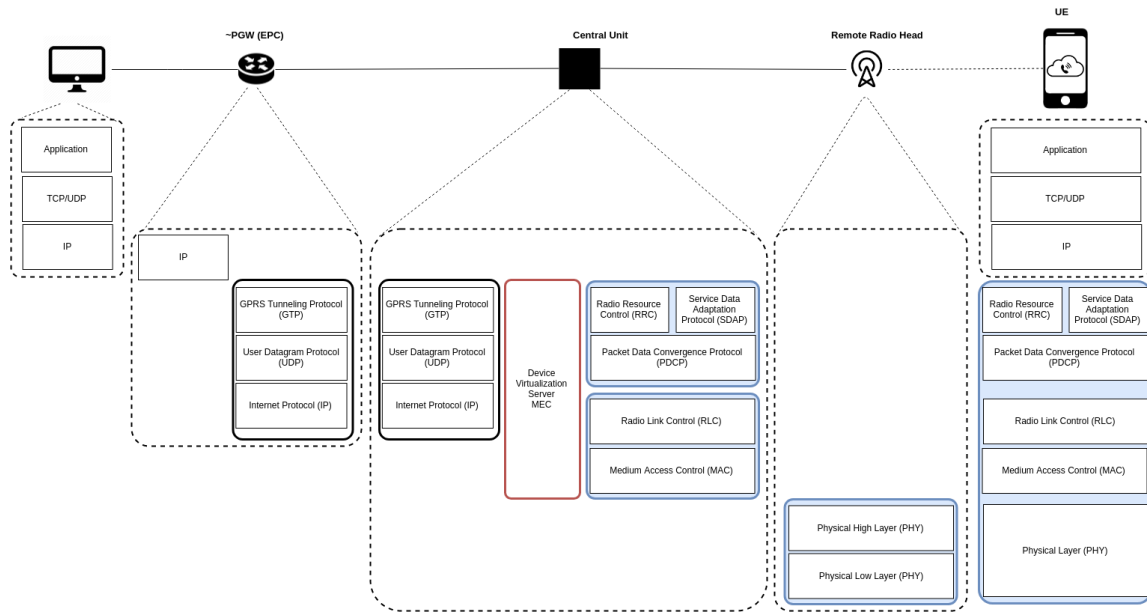 UE
~PGW (EPC)
Central Unit
Remote Radio Head
Application
TCP/UDP
IP
IP
GPRS Tunneling Protocol
(GTP)
User Datagram Protocol
(UDP)
Internet Protocol (IP)
GPRS Tunneling Protocol
(GTP)
User Datagram Protocol
(UDP)
Internet Protocol (IP)
Device
Virtualization
Server
MEC
Radio Resource
Control (RRC)
Service Data
Adaptation
Protocol (SDAP)
Packet Data Convergence Protocol
(PDCP)
Radio Link Control (RLC)
Medium Access Control (MAC)
Physical High Layer (PHY)
Physical Low Layer (PHY)
Application
TCP/UDP
IP
Radio Resource
Control (RRC)
Service Data
Adaptation
Protocol (SDAP)
Packet Data Convergence Protocol
(PDCP)
Radio Link Control (RLC)
Medium Access Control (MAC)
Physical Layer (PHY)